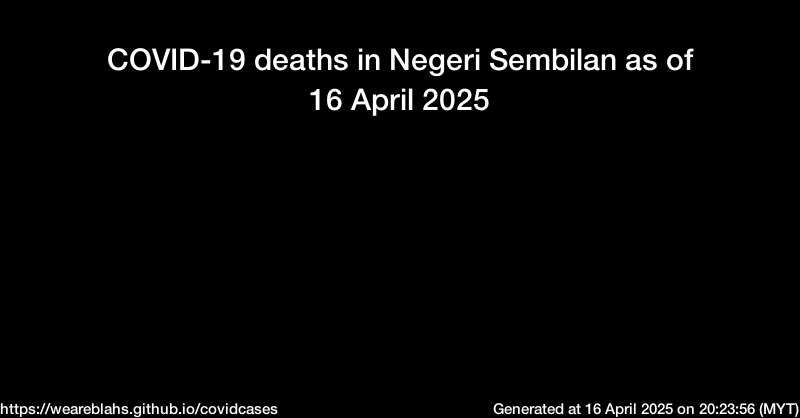 COVID-19 deaths in Negeri Sembilan as of
16 April 2025
https://weareblahs.github.io/covidcases
Generated at 16 April 2025 on 20:23:56 (MYT)